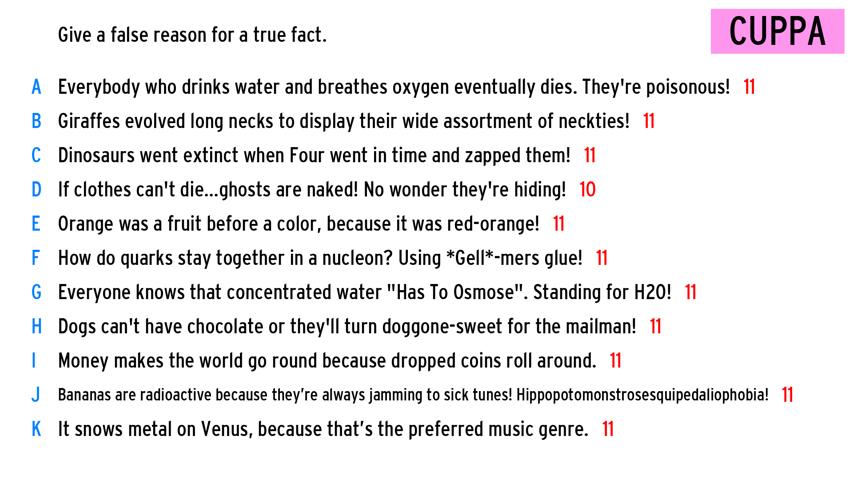 Give a false reason for a true fact.
CUPPA
A Everybody who drinks water and breathes oxygen eventually dies. They're poisonous! 11
B Giraffes evolved long necks to display their wide assortment of neckties! 11
C Dinosaurs went extinct when Four went in time and zapped them! 11
D If clothes can't die...ghosts are naked! No wonder they're hiding! 10
E Orange was a fruit before a color, because it was red-orange! 11
F How do quarks stay together in a nucleon? Using *Gell*-mers glue! 11
G Everyone knows that concentrated water "Has To Osmose". Standing for H2O! 11
H Dogs can't have chocolate or they'll turn doggone-sweet for the mailman! 11
I Money makes the world go round because dropped coins roll around. 11
J Bananas are radioactive because they’re always jamming to sick tunes! Hippopotomonstrosesquipedaliophobia! 11
K It snows metal on Venus, because that’s the preferred music genre. 11